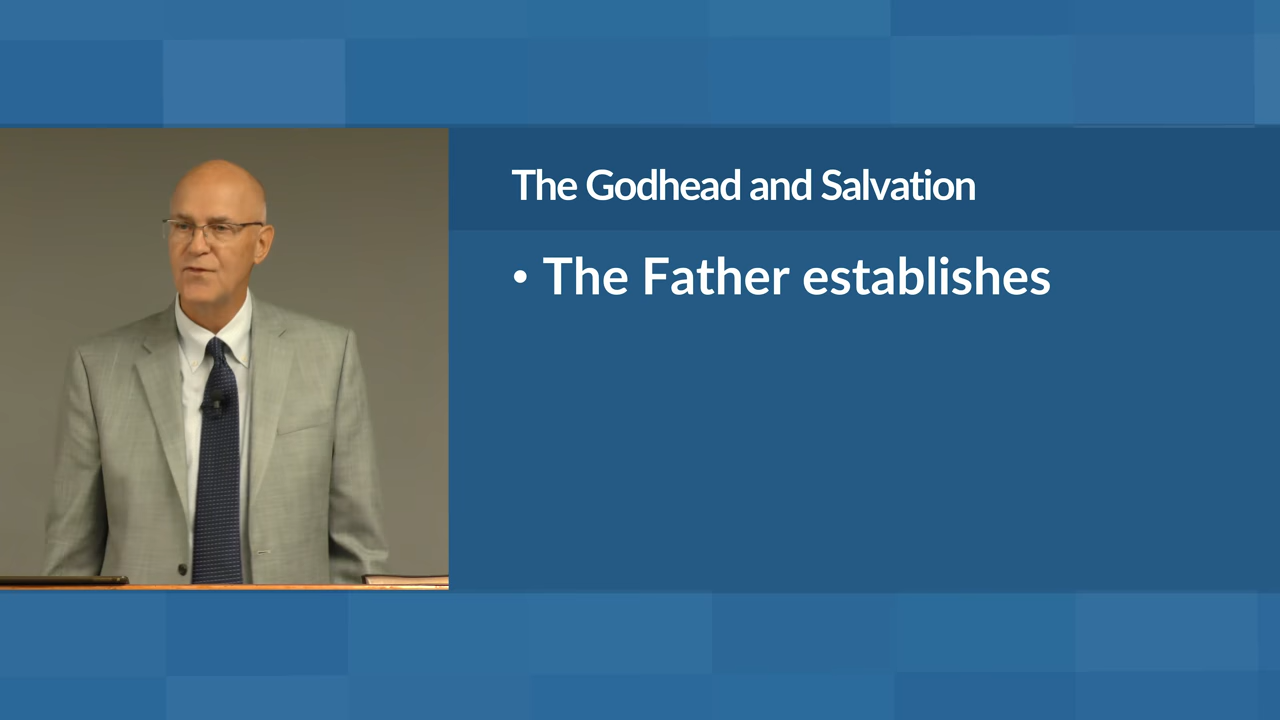 The Godhead and Salvation
• The Father establishes